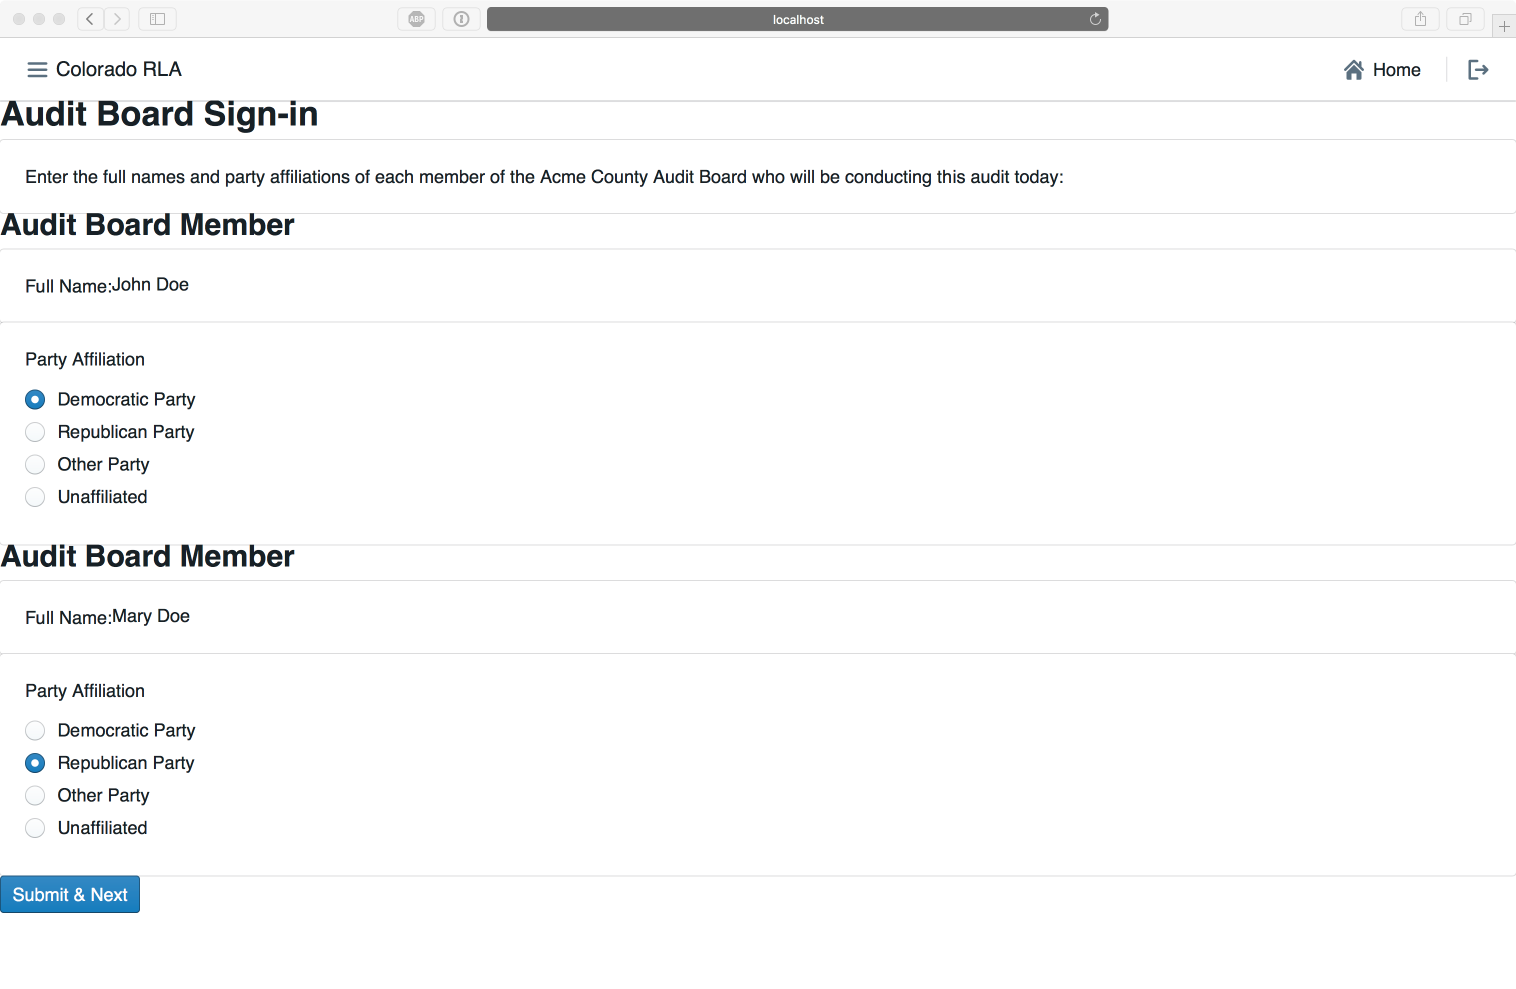 ABP
localhost
Colorado RLA
Home
Audit Board Sign-in
Enter the full names and party affiliations of each member of the Acme County Audit Board who will be conducting this audit today:
Audit Board Member
Full Name:John Doe
Party Affiliation
Democratic Party
Republican Party
Other Party
Unaffiliated
Audit Board Member
Full Name:Mary Doe
Party Affiliation
Democratic Party
Republican Party
Other Party
Unaffiliated
Submit & Next